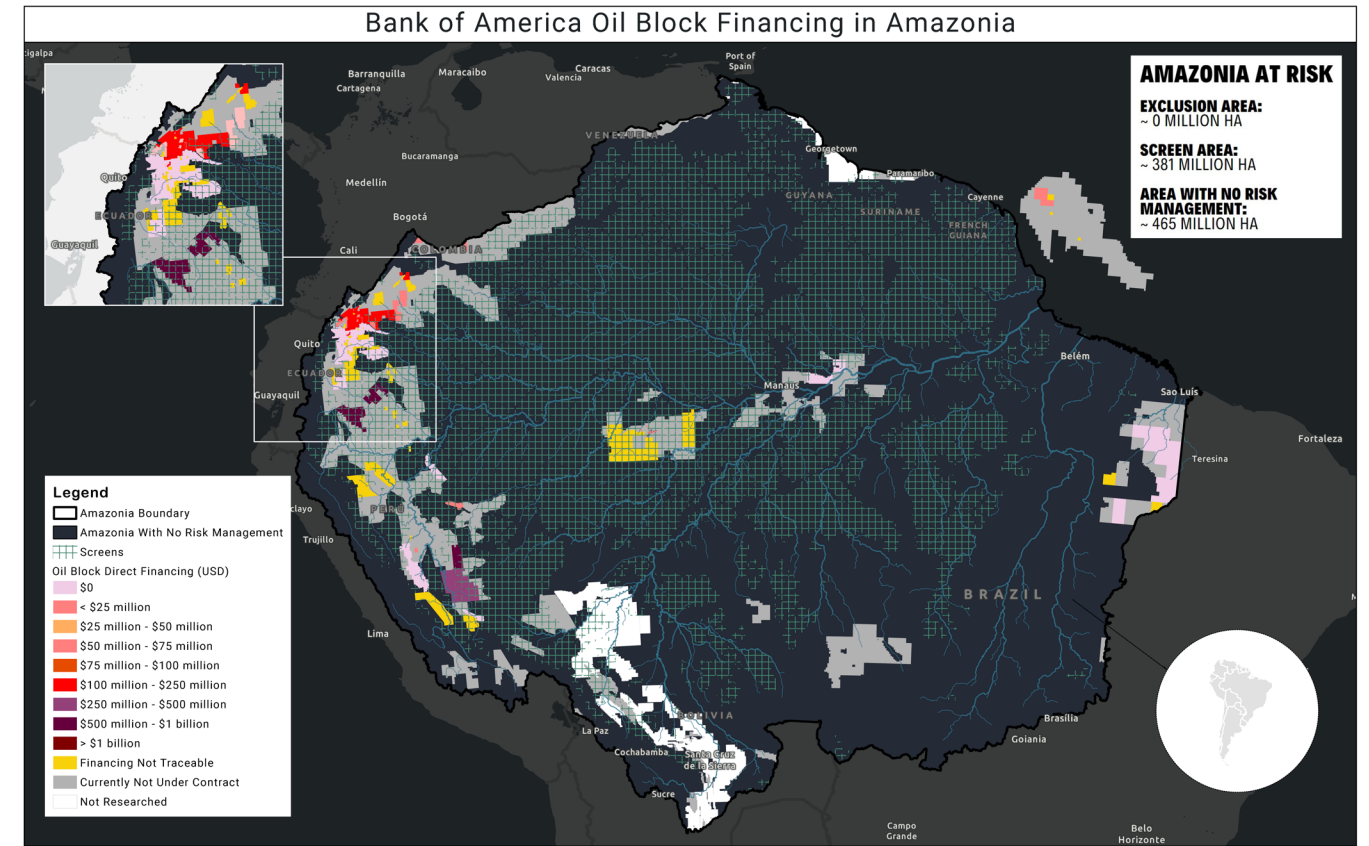 Bank of America Oil Block Financing in Amazonia
AMAZONIA AT RISK
EXCLUSION AREA:
~ 0 MILLION HA
SCREEN AREA:
~ 381 MILLION HA
AREA WITH NO RISK
MANAGEMENT:
~ 465 MILLION HA
cigalpa
Barranquilla
Maracaibo
Caracas
Valencia
Port of
Spain
Cartagena
VENEZUELA
Georgetown
Bucaramanga
Paramaribo
Medellín
GUYANA
Cayenne
SURINAME
FRENCH
GUIANA
Bogotá
COLOMBIA
Cali
Quito
ECUADOR
Guayaquil
Quito
ECUADOR
Guayaquil
Belém
Manaus
Sao Luís
Fortaleza
Teresina
PERU
clayo
Trujillo
BRAZIL
Lima
BOLIVIA
La Paz
Cochabamba
Santa Cruz
de la Sierra
Sucre
Brasília
Goiania
Campo
Grande
Belo
Horizonte
Legend
Amazonia Boundary
Amazonia With No Risk Management
Screens
Oil Block Direct Financing (USD)
$0
< $25 million
$25 million - $50 million
$50 million - $75 million
$75 million - $100 million
$100 million - $250 million
$250 million - $500 million
$500 million - $1 billion
> $1 billion
Financing Not Traceable
Currently Not Under Contract
Not Researched